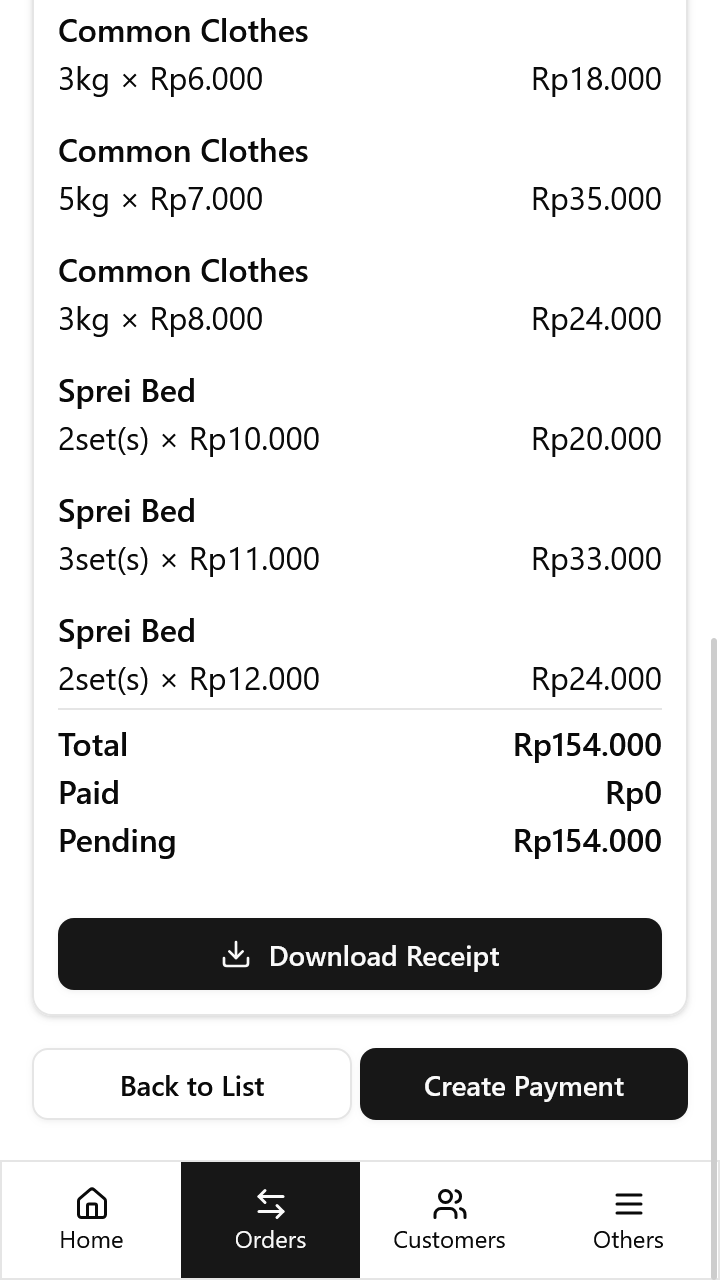 Common Clothes
3kg × Rp6.000 Rp18.000
Common Clothes
5kg × Rp7.000 Rp35.000
Common Clothes
3kg × Rp8.000 Rp24.000
Sprei Bed
2set(s) × Rp10.000 Rp20.000
Sprei Bed
3set(s) × Rp11.000 Rp33.000
Sprei Bed
2set(s) × Rp12.000 Rp24.000
Total Rp154.000
Paid Rp0
Pending Rp154.000
Download Receipt
Back to List Create Payment
Home Orders Customers Others